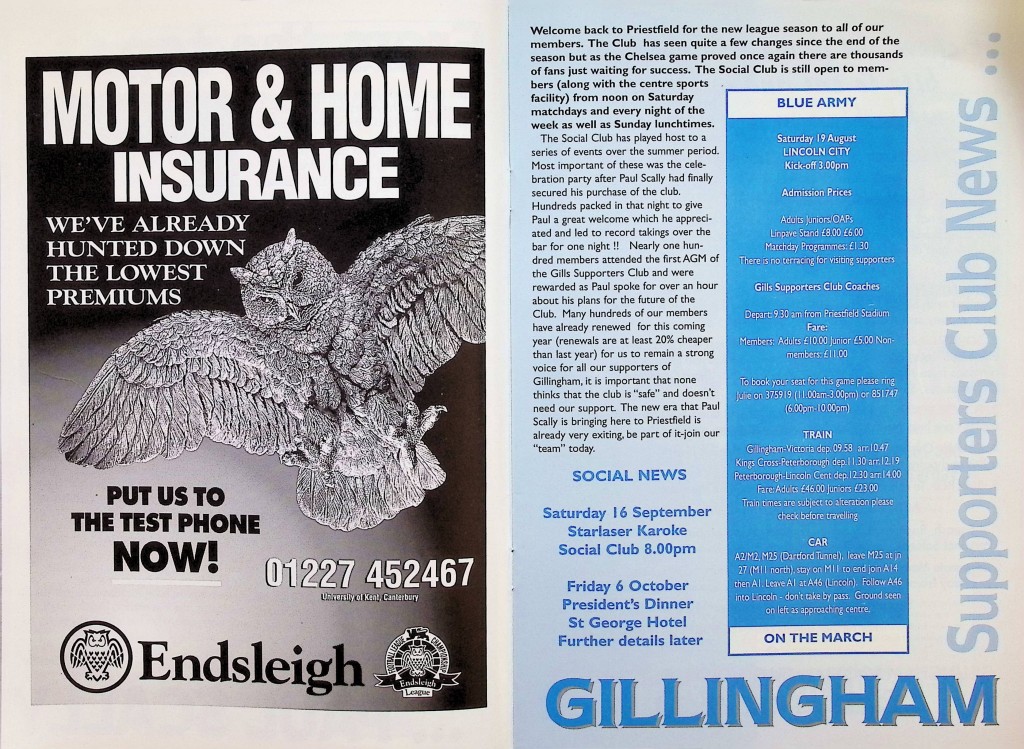 MOTOR & HOME
INSURANCE
WE'VE ALREADY
HUNTED DOWN
THE LOWEST
PREMIUMS
PUT US TO
THE TEST PHONE
NOW!
01227 452467
University of Kent, Canterbury
Endsleigh
Endsleigh
League
Welcome back to Priestfield for the new league season to all of our
members. The Club has seen quite a few changes since the end of the
season but as the Chelsea game proved once again there are thousands
of fans just waiting for success. The Social Club is still open to mem-
bers (along with the centre sports
facility) from noon on Saturday
matchdays and every night of the
week as well as Sunday lunchtimes.
The Social Club has played host to a
series of events over the summer period.
Most important of these was the cele-
bration party after Paul Scally had finally
secured his purchase of the club.
Hundreds packed in that night to give
Paul a great welcome which he appreci-
ated and led to record takings over the
bar for one night !! Nearly one hun-
dred members attended the first AGM of
the Gills Supporters Club and were
rewarded as Paul spoke for over an hour
about his plans for the future of the
Club. Many hundreds of our members
have already renewed for this coming
year (renewals are at least 20% cheaper
than last year) for us to remain a strong
voice for all our supporters of
Gillingham, it is important that none
thinks that the club is "safe" and doesn't
need our support. The new era that Paul
Scally is bringing here to Priestfield is
already very exiting, be part of it-join our
"team" today.
SOCIAL NEWS
Saturday 16 September
Starlaser Karoke
Social Club 8.00pm
Friday 6 October
President's Dinner
St George Hotel
Further details later
BLUE ARMY
Saturday 19 August
LINCOLN CITY
Kick-off 3.00pm
Admission Prices
Adults Juniors/OAPs
Linpave Stand £8.00 £6.00
Matchday Programmes: £1.30
There is no terracing for visiting supporters
Gills Supporters Club Coaches
Depart: 9.30 am from Priestfield Stadium
Fare:
Members: Adults £10.00 Junior £5.00 Non-
members: £11.00
To book your seat for this game please ring
Julie on 375919 (11:00am-3:00pm) or 851747
(6:00pm-10.00pm)
TRAIN
Gillingham-Victoria dep: 09.58 arr:10.47
Kings Cross-Peterborough dep:11.30 arr:12.19
Peterborough-Lincoln Cent dep:12.30 arr:14.00
Fare: Adults £46.00 Juniors £23.00
Train times are subject to alteration please
check before travelling.
CAR
A2/M2, M25 (Dartford Tunnel), leave M25 at jn
27 (M11 north), stay on M11 to end join A14
then A1. Leave A1 at A46 (Lincoln). Follow A46
into Lincoln - don't take by pass. Ground seen
on left as approaching centre.
ON THE MARCH
Supporters Club News ...
GILLINGHAM